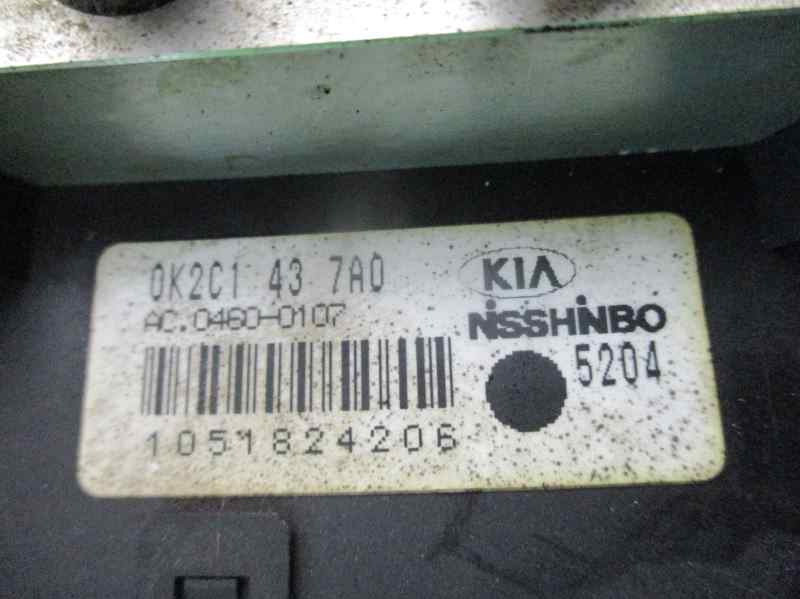 0K2C1 43 7A0
KIA
AC.0460-0107
NiSSHiNBO
5204
1051824206